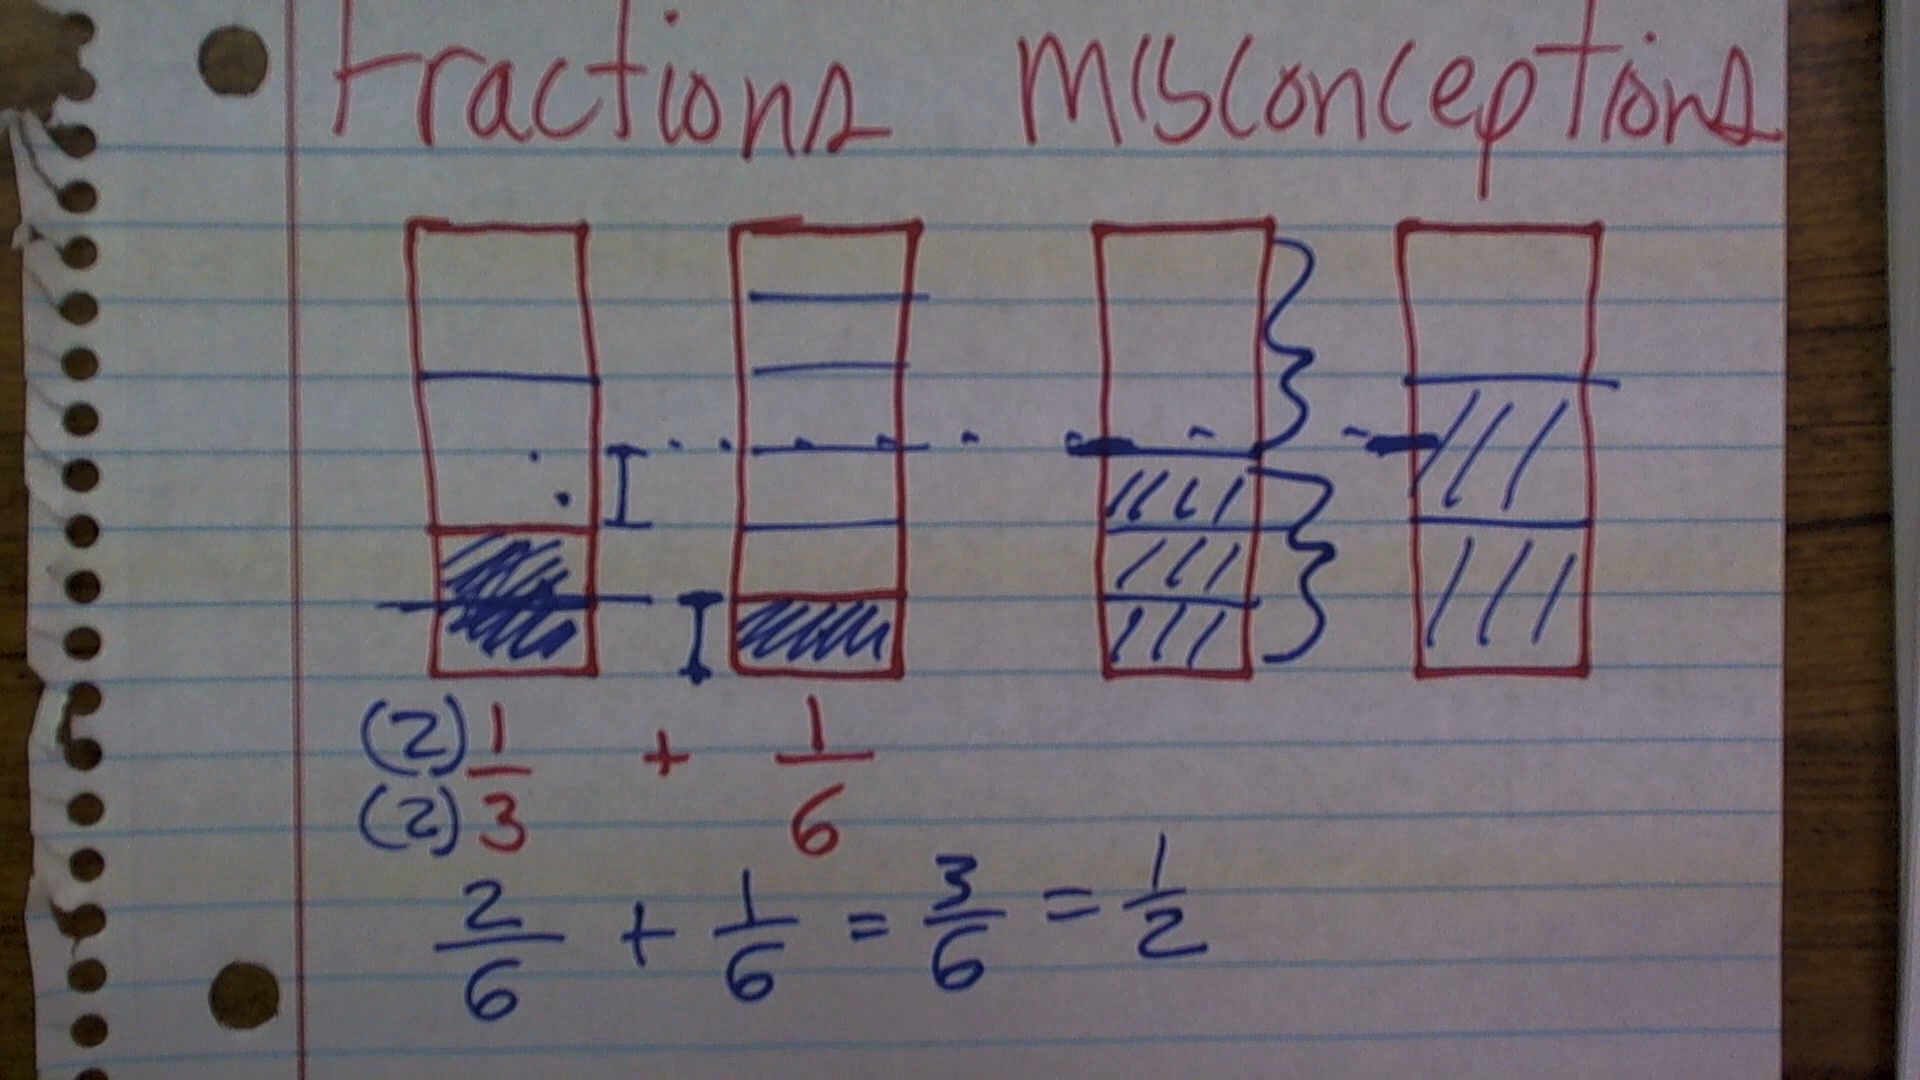 Fractions Misconceptions
(2) 1/(2) 3 + 1/6
2/6 + 1/6 = 3/6 = 1/2